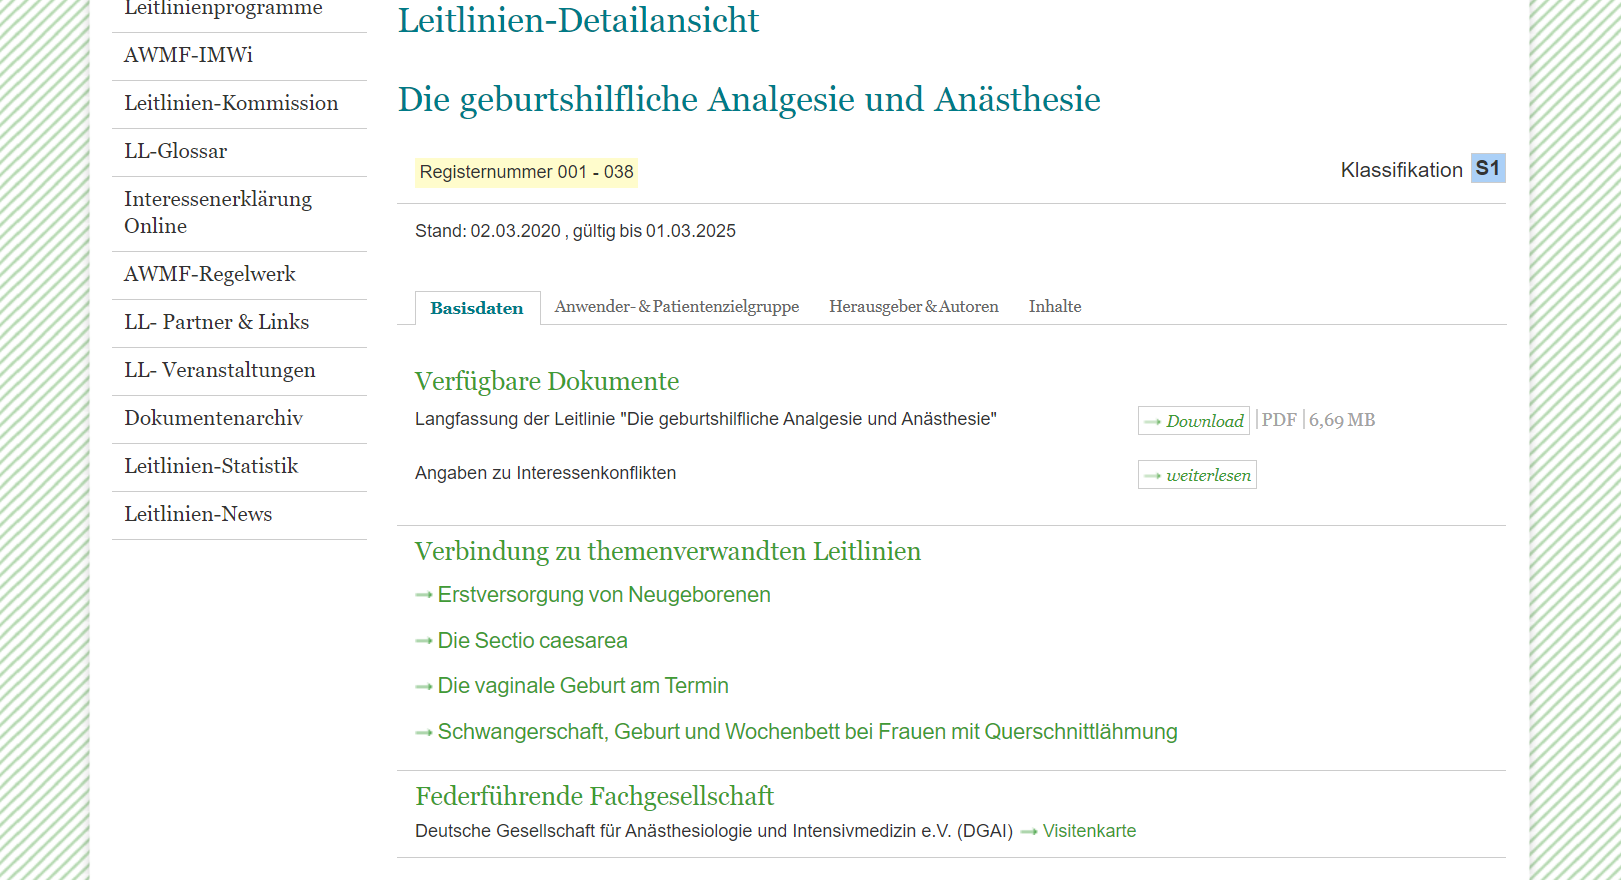 Leitlinienprogramme
AWMF-IMWi
Leitlinien-Kommission
LL-Glossar
Interessenerklärung
Online
AWMF-Regelwerk
LL- Partner & Links
LL- Veranstaltungen
Dokumentenarchiv
Leitlinien-Statistik
Leitlinien-News
Leitlinien-Detailansicht
Die geburtshilfliche Analgesie und Anästhesie
Registernummer 001 - 038 Klassifikation S1
Stand: 02.03.2020 , gültig bis 01.03.2025
Basisdaten Anwender- & Patientenzielgruppe Herausgeber & Autoren Inhalte
Verfügbare Dokumente
Langfassung der Leitlinie "Die geburtshilfliche Analgesie und Anästhesie" → Download | PDF | 6,69 MB
Angaben zu Interessenkonflikten → weiterlesen
Verbindung zu themenverwandten Leitlinien
→ Erstversorgung von Neugeborenen
→ Die Sectio caesarea
→ Die vaginale Geburt am Termin
→ Schwangerschaft, Geburt und Wochenbett bei Frauen mit Querschnittlähmung
Federführende Fachgesellschaft
Deutsche Gesellschaft für Anästhesiologie und Intensivmedizin e.V. (DGAI) → Visitenkarte